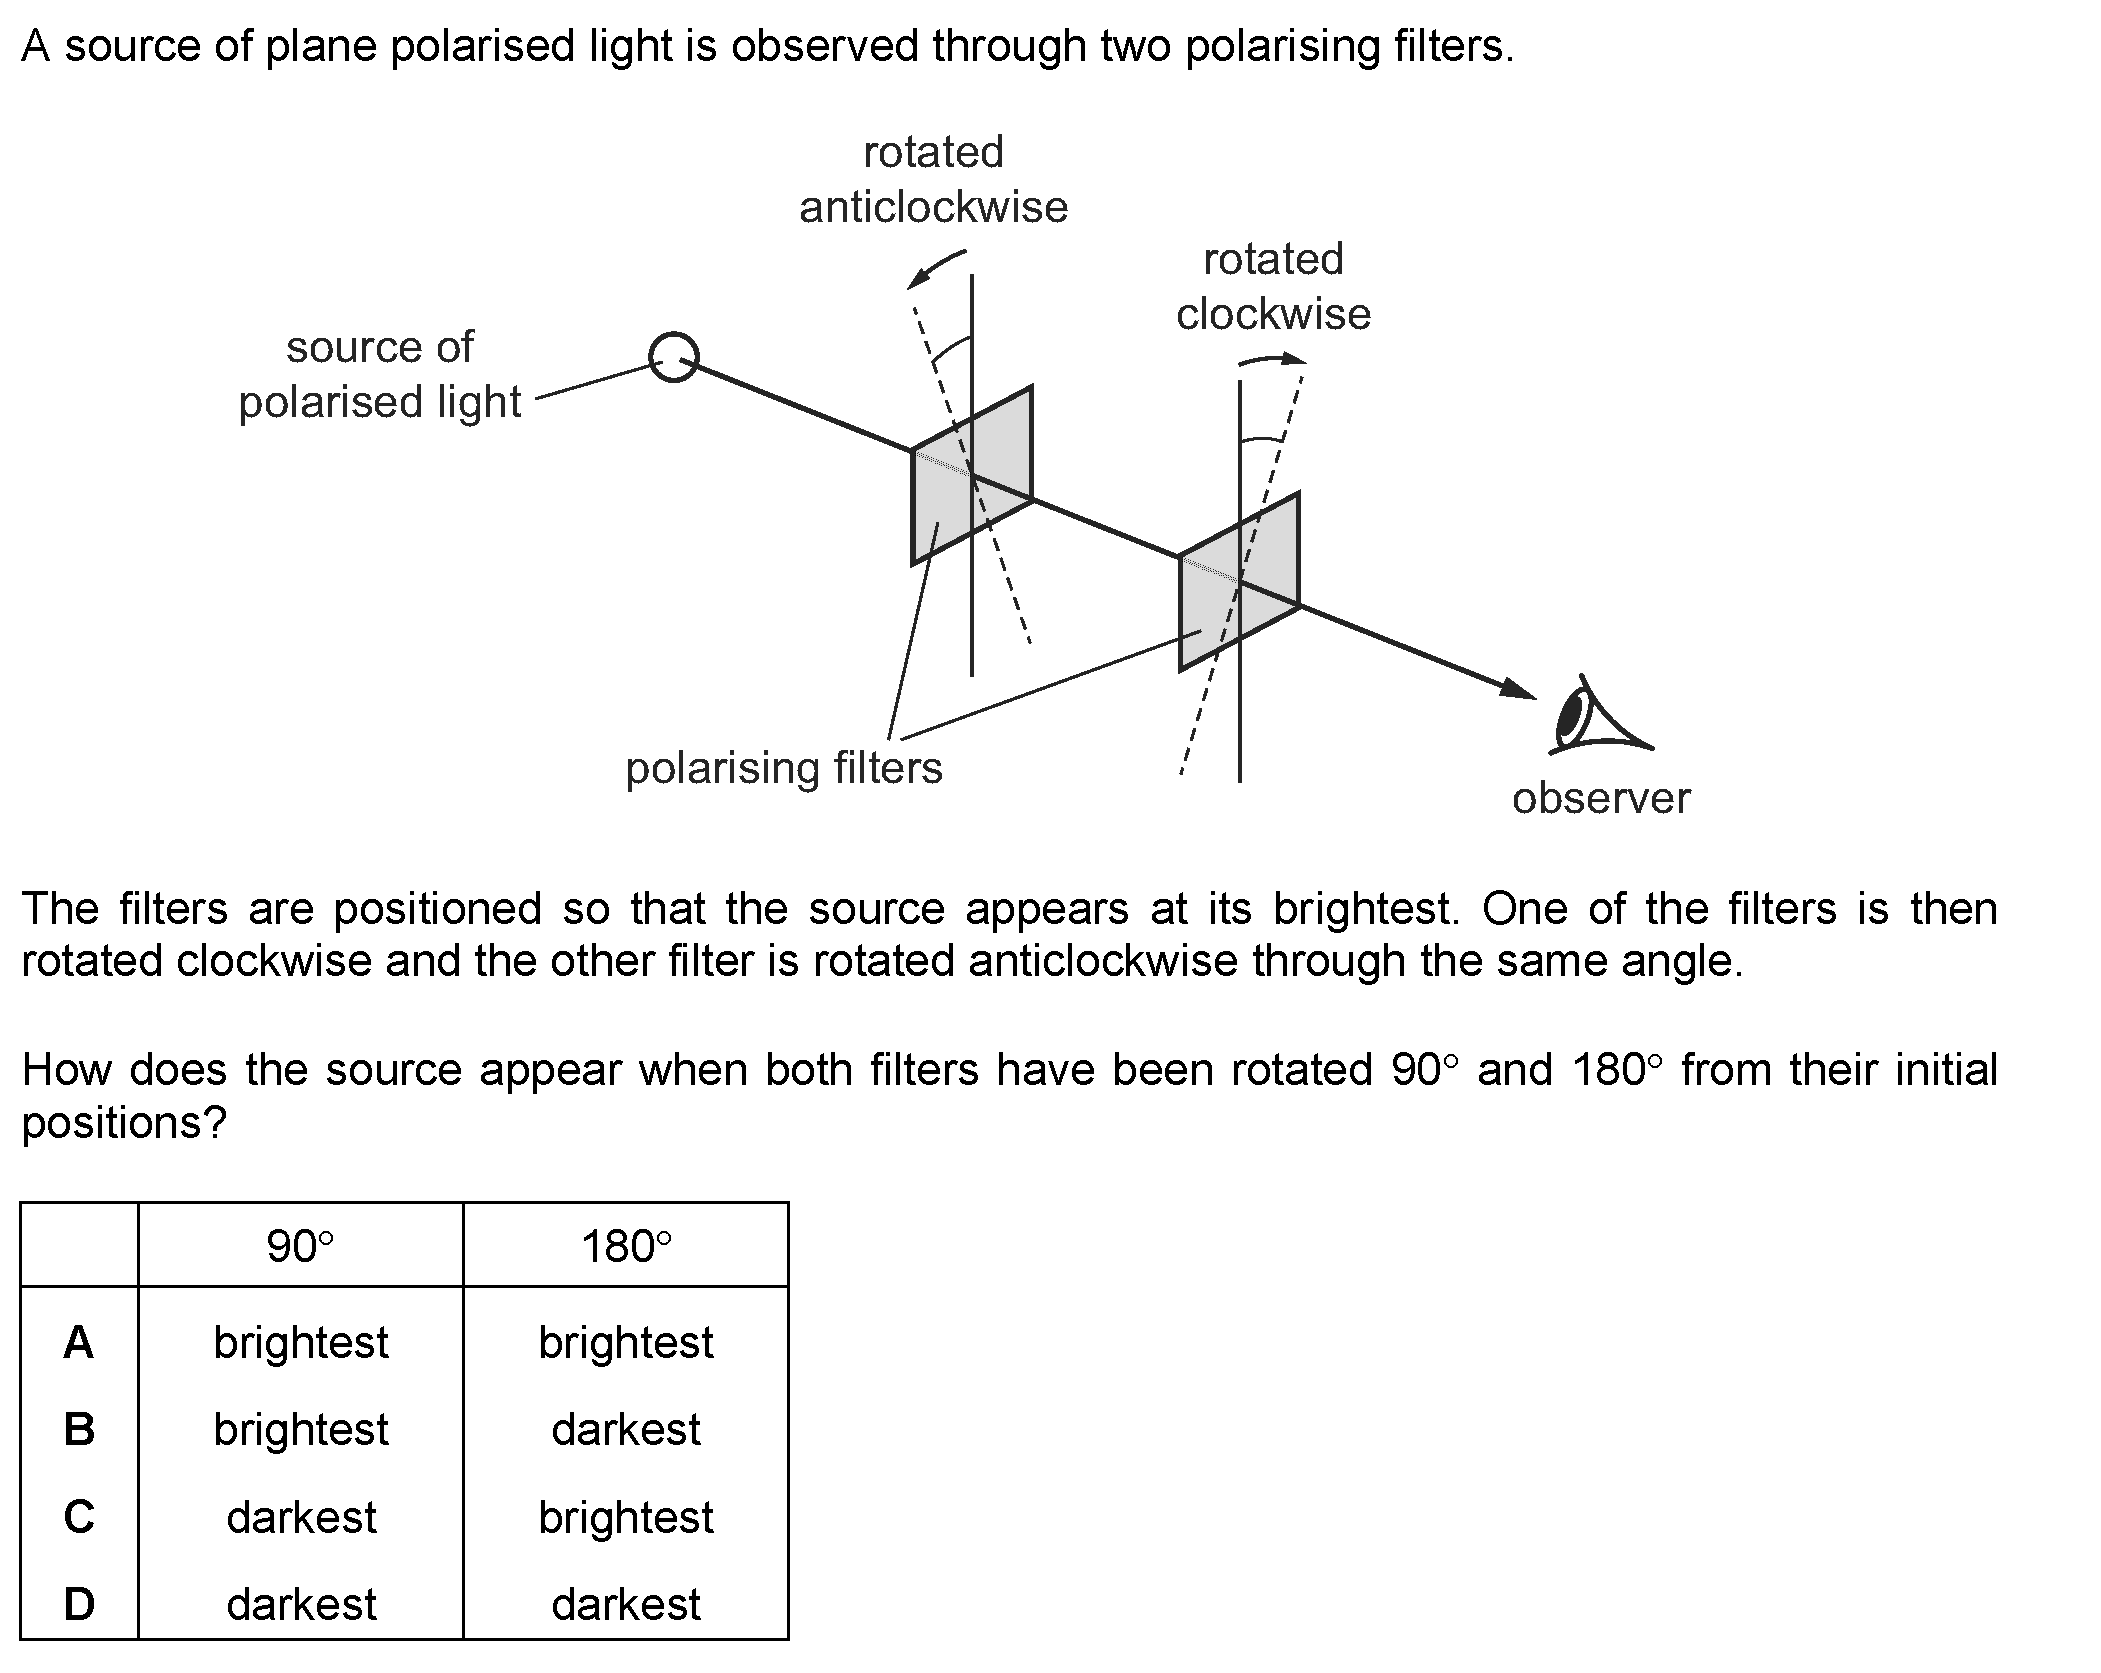 A source of plane polarised light is observed through two polarising filters.
rotated
anticlockwise
rotated
clockwise
source of
polarised light
polarising filters
observer
The filters are positioned so that the source appears at its brightest. One of the filters is then
rotated clockwise and the other filter is rotated anticlockwise through the same angle.
How does the source appear when both filters have been rotated 90° and 180° from their initial
positions?
90° 180°
A brightest brightest
B brightest darkest
C darkest brightest
D darkest darkest